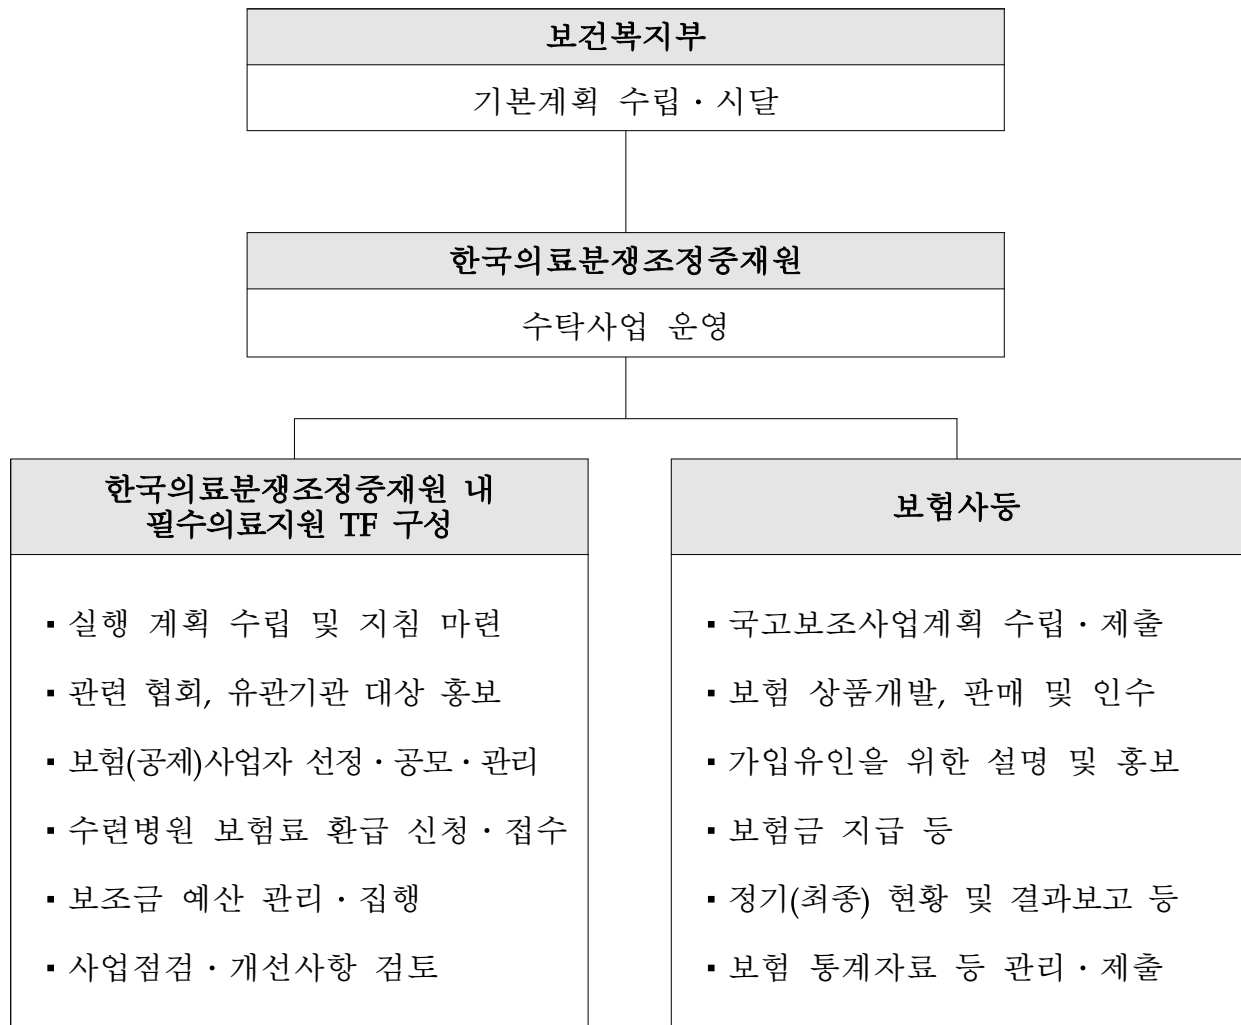 보건복지부
기본계획 수립·시달
한국의료분쟁조정중재원
수탁사업 운영
한국의료분쟁조정중재원 내
필수의료지원 TF 구성
▪ 실행 계획 수립 및 지침 마련
▪ 관련 협회, 유관기관 대상 홍보
▪ 보험(공제)사업자 선정·공모·관리
▪ 수련병원 보험료 환급 신청·접수
▪ 보조금 예산 관리·집행
▪ 사업점검·개선사항 검토
보험사등
▪ 국고보조사업계획 수립·제출
▪ 보험 상품개발, 판매 및 인수
▪ 가입유인을 위한 설명 및 홍보
▪ 보험금 지급 등
▪ 정기(최종) 현황 및 결과보고 등
▪ 보험 통계자료 등 관리·제출